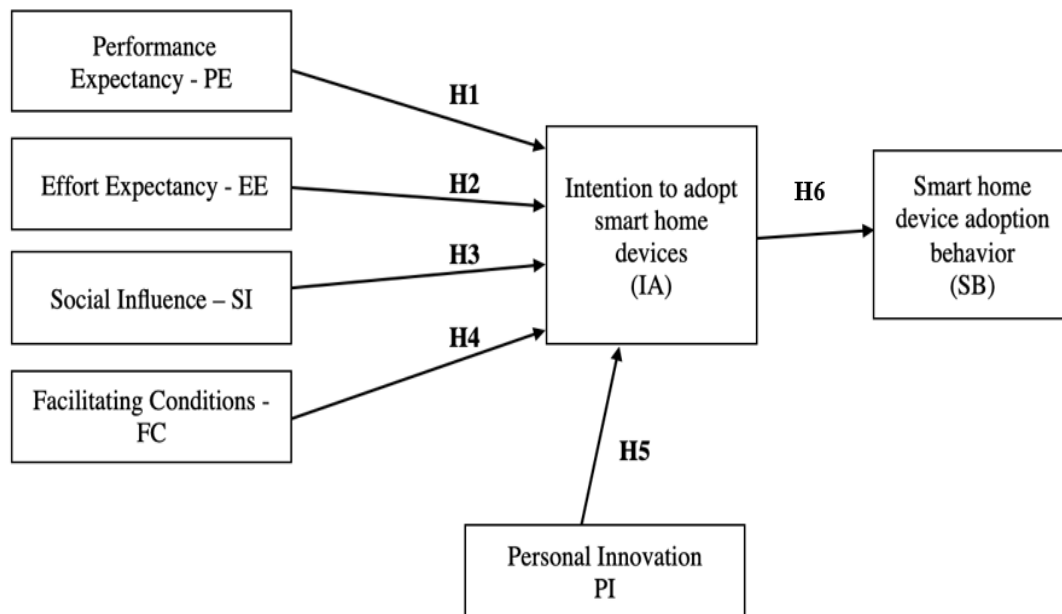 Performance
Expectancy - PE
H1
Effort Expectancy - EE
H2
Intention to adopt
smart home
devices
(IA)
H6
Smart home
device adoption
behavior
(SB)
Social Influence – SI
H3
H4
Facilitating Conditions -
FC
H5
Personal Innovation
PI